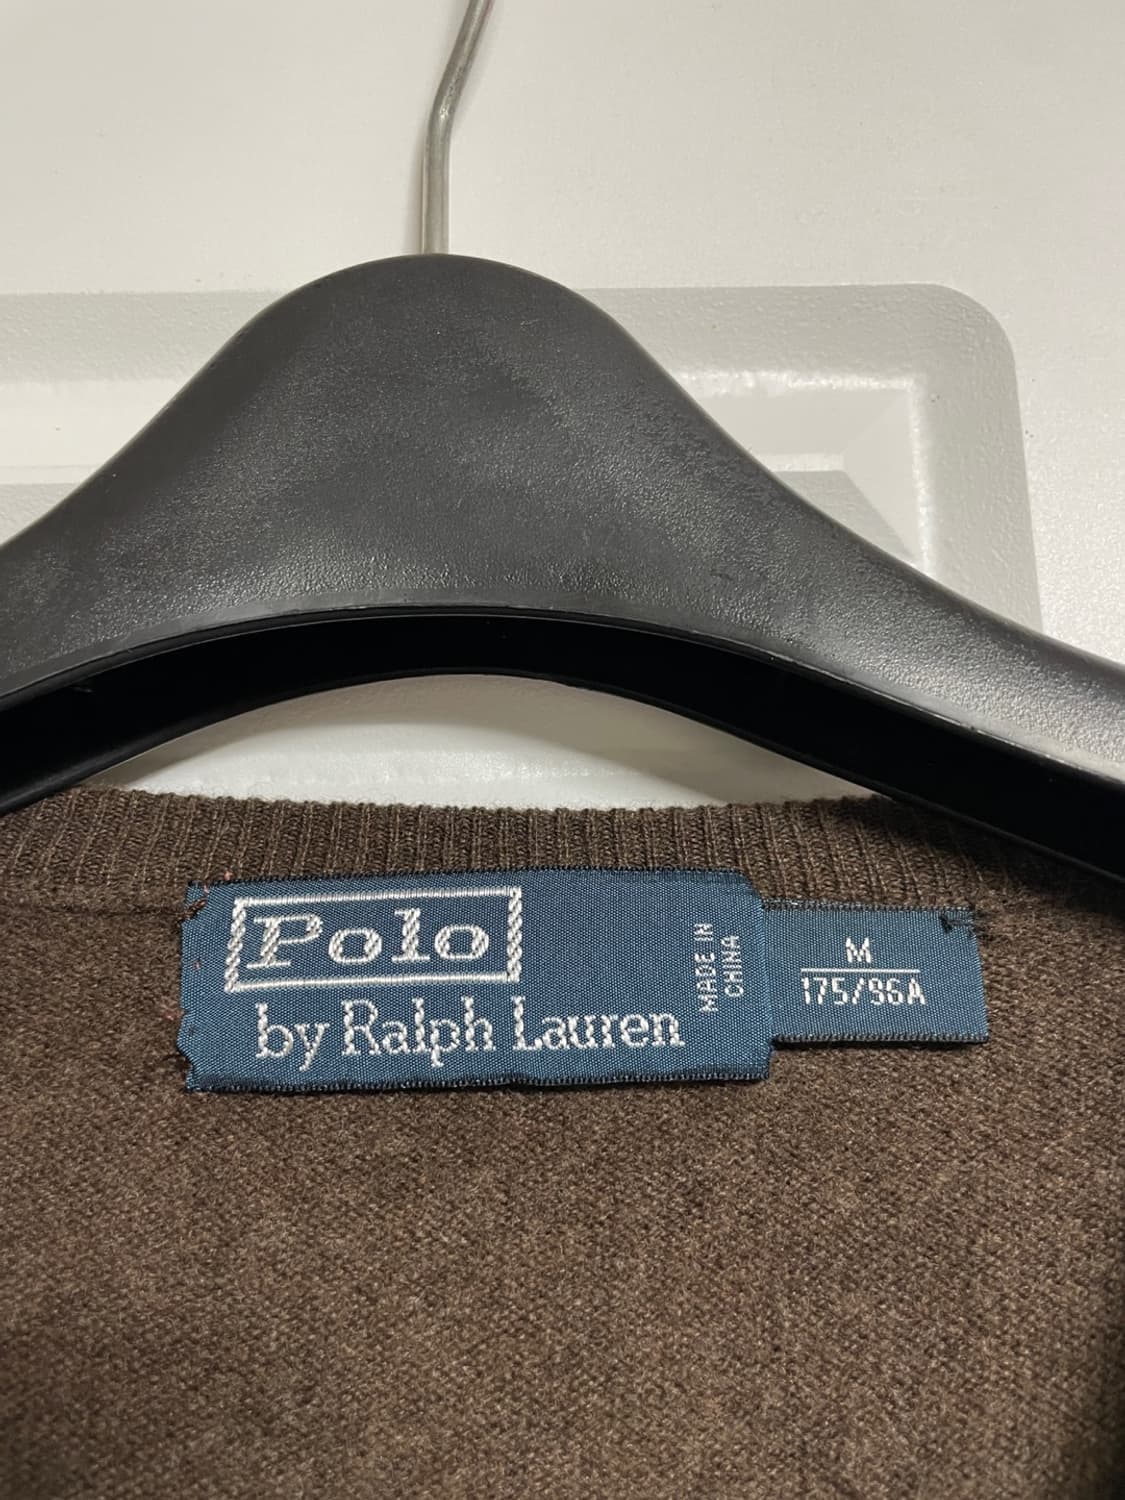 Polo
by Ralph Lauren
MADE IN
CHINA
M
175/96A